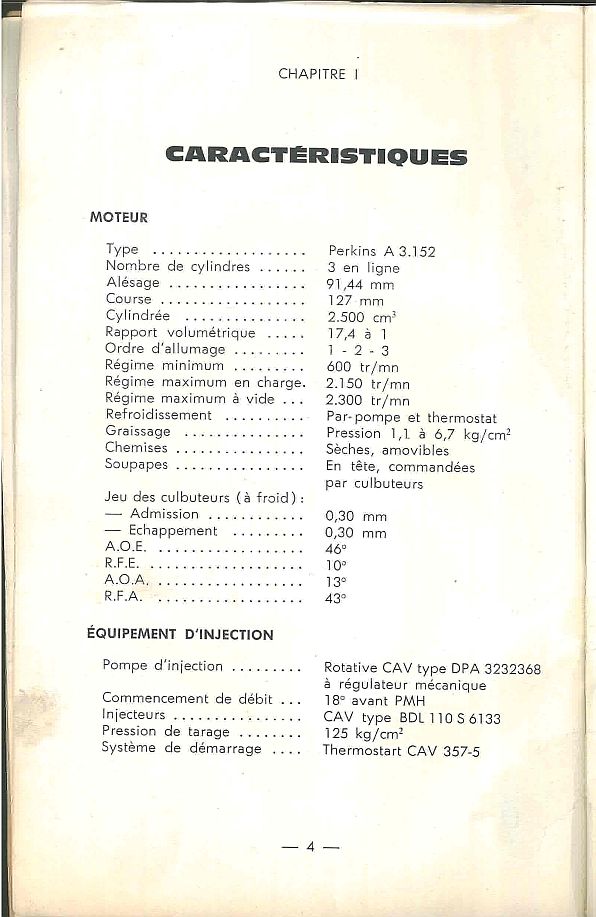 CHAPITRE I
CARACTÉRISTIQUES
MOTEUR
Type ................... Perkins A 3.152
Nombre de cylindres ...... 3 en ligne
Alésage ................. 91,44 mm
Course .................. 127 mm
Cylindrée ............... 2.500 cm³
Rapport volumétrique ..... 17,4 à 1
Ordre d'allumage ......... 1 - 2 - 3
Régime minimum ......... 600 tr/mn
Régime maximum en charge. 2.150 tr/mn
Régime maximum à vide ... 2.300 tr/mn
Refroidissement .......... Par-pompe et thermostat
Graissage ............... Pression 1,1 à 6,7 kg/cm²
Chemises ................ Sèches, amovibles
Soupapes ................ En tête, commandées
par culbuteurs
Jeu des culbuteurs (à froid) :
— Admission ............ 0,30 mm
— Echappement ......... 0,30 mm
A.O.E. .................. 46°
R.F.E. ................... 10°
A.O.A. .................. 13°
R.F.A. .................. 43°
ÉQUIPEMENT D'INJECTION
Pompe d'injection ......... Rotative CAV type DPA 3232368
à régulateur mécanique
Commencement de débit ... 18° avant PMH
Injecteurs ................ CAV type BDL 110 S 6133
Pression de tarage ........ 125 kg/cm²
Système de démarrage .... Thermostart CAV 357-5
— 4 —